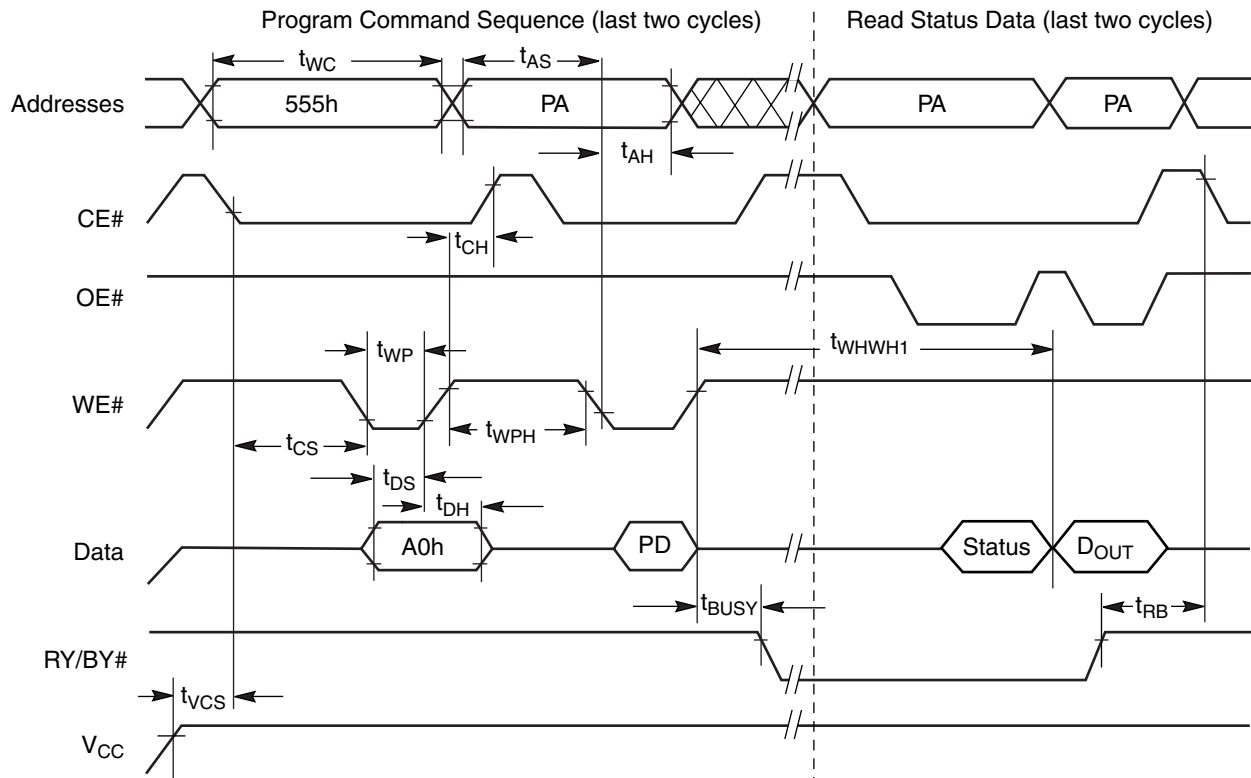 Program Command Sequence (last two cycles)
Read Status Data (last two cycles)
tWC
tAS
Addresses
555h
PA
PA
PA
tAH
CE#
tCH
OE#
tWHWH1
tWP
WE#
tCS
tWPH
tDS
tDH
Data
A0h
PD
Status
DOUT
tBUSY
tRB
RY/BY#
tVCS
VCC